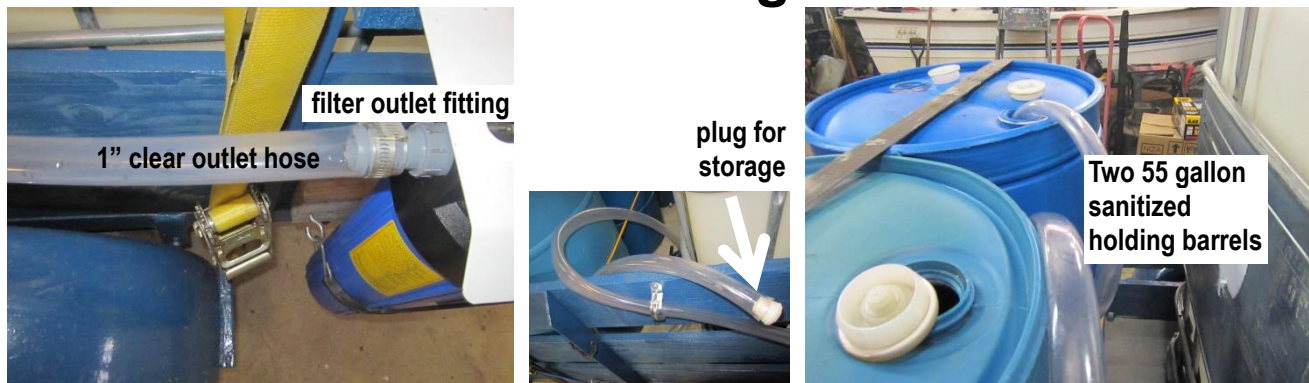 filter outlet fitting
1” clear outlet hose
plug for
storage
Two 55 gallon
sanitized
holding barrels